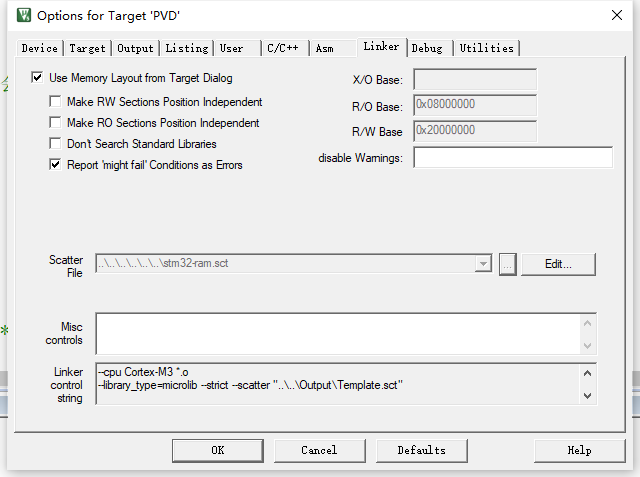 Options for Target 'PVD'
Device Target Output Listing User C/C++ Asm Linker Debug Utilities
Use Memory Layout from Target Dialog
Make RW Sections Position Independent
Make RO Sections Position Independent
Don't Search Standard Libraries
Report 'might fail' Conditions as Errors
X/O Base:
R/O Base: 0x08000000
R/W Base 0x20000000
disable Warnings:
Scatter
File
..\..\..\..\..\..\stm32-ram.sct
...
Edit...
Misc
controls
Linker
control
string
--cpu Cortex-M3 *.o
--library_type=microlib --strict --scatter "..\..\Output\Template.sct"
OK Cancel Defaults Help